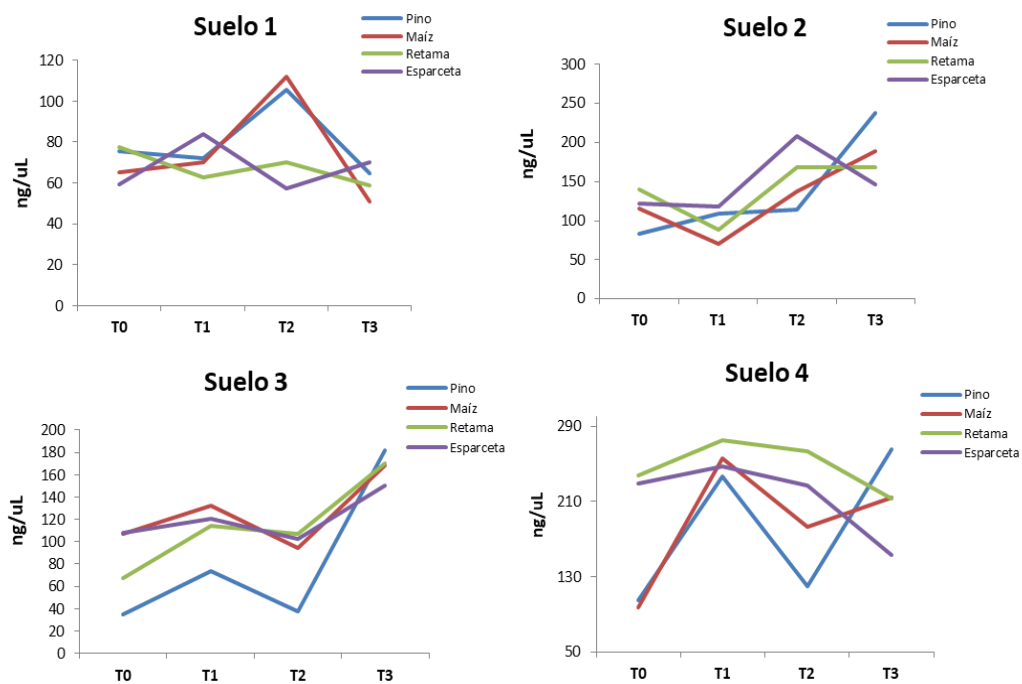 Suelo 1
Pino
Maíz
Retama
Esparceta
ng/uL
120
100
80
60
40
20
0
T0 T1 T2 T3
Suelo 2
Pino
Maíz
Retama
Esparceta
ng/uL
300
250
200
150
100
50
0
T0 T1 T2 T3
Suelo 3
Pino
Maíz
Retama
Esparceta
ng/uL
200
180
160
140
120
100
80
60
40
20
0
T0 T1 T2 T3
Suelo 4
Pino
Maíz
Retama
Esparceta
ng/uL
290
210
130
50
T0 T1 T2 T3